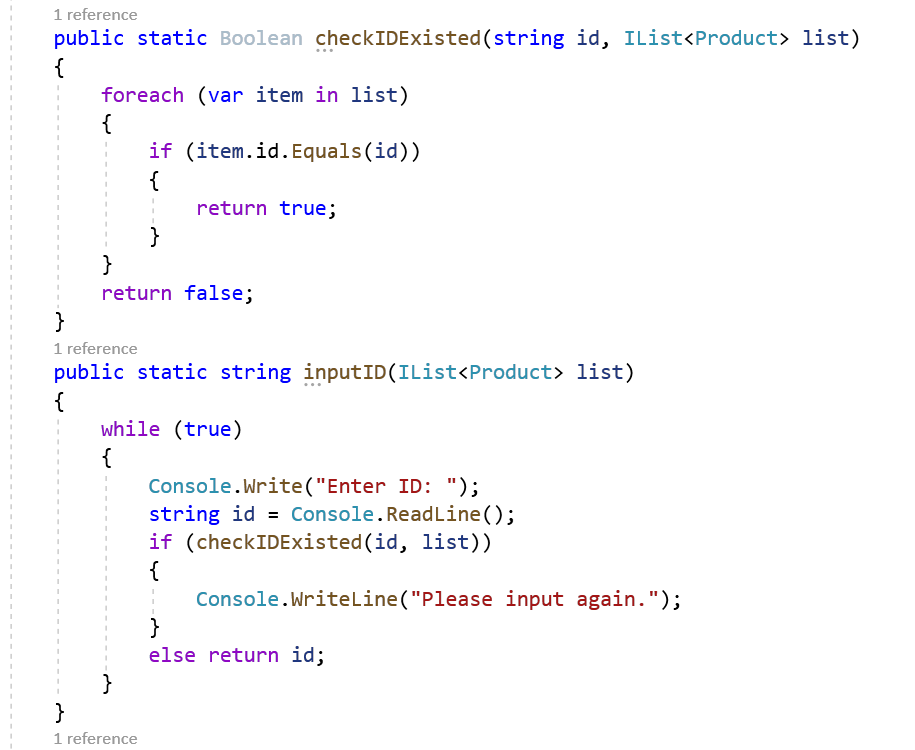 1 reference
public static Boolean checkIDExisted(string id, IList<Product> list)
{
    foreach (var item in list)
    {
        if (item.id.Equals(id))
        {
            return true;
        }
    }
    return false;
}
1 reference
public static string inputID(IList<Product> list)
{
    while (true)
    {
        Console.Write("Enter ID: ");
        string id = Console.ReadLine();
        if (checkIDExisted(id, list))
        {
            Console.WriteLine("Please input again.");
        }
        else return id;
    }
}
1 reference